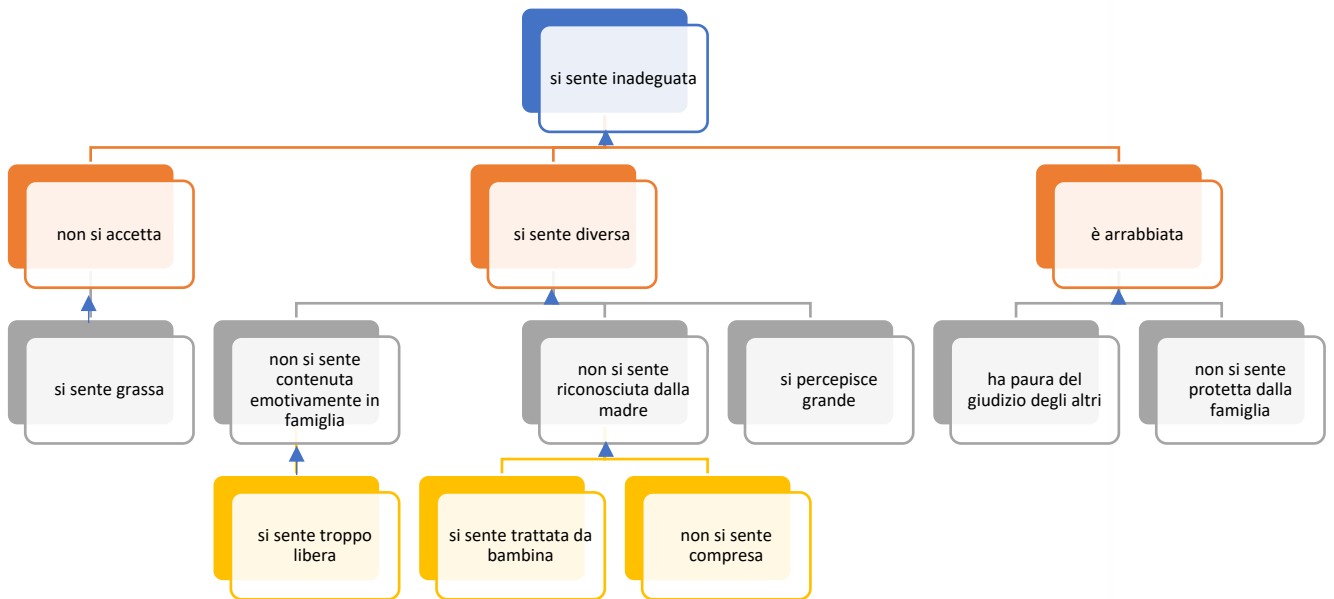 si sente inadeguata
non si accetta
si sente diversa
è arrabbiata
si sente grassa
non si sente
contenuta
emotivamente in
famiglia
non si sente
riconosciuta dalla
madre
si percepisce
grande
ha paura del
giudizio degli altri
non si sente
protetta dalla
famiglia
si sente troppo
libera
si sente trattata da
bambina
non si sente
compresa